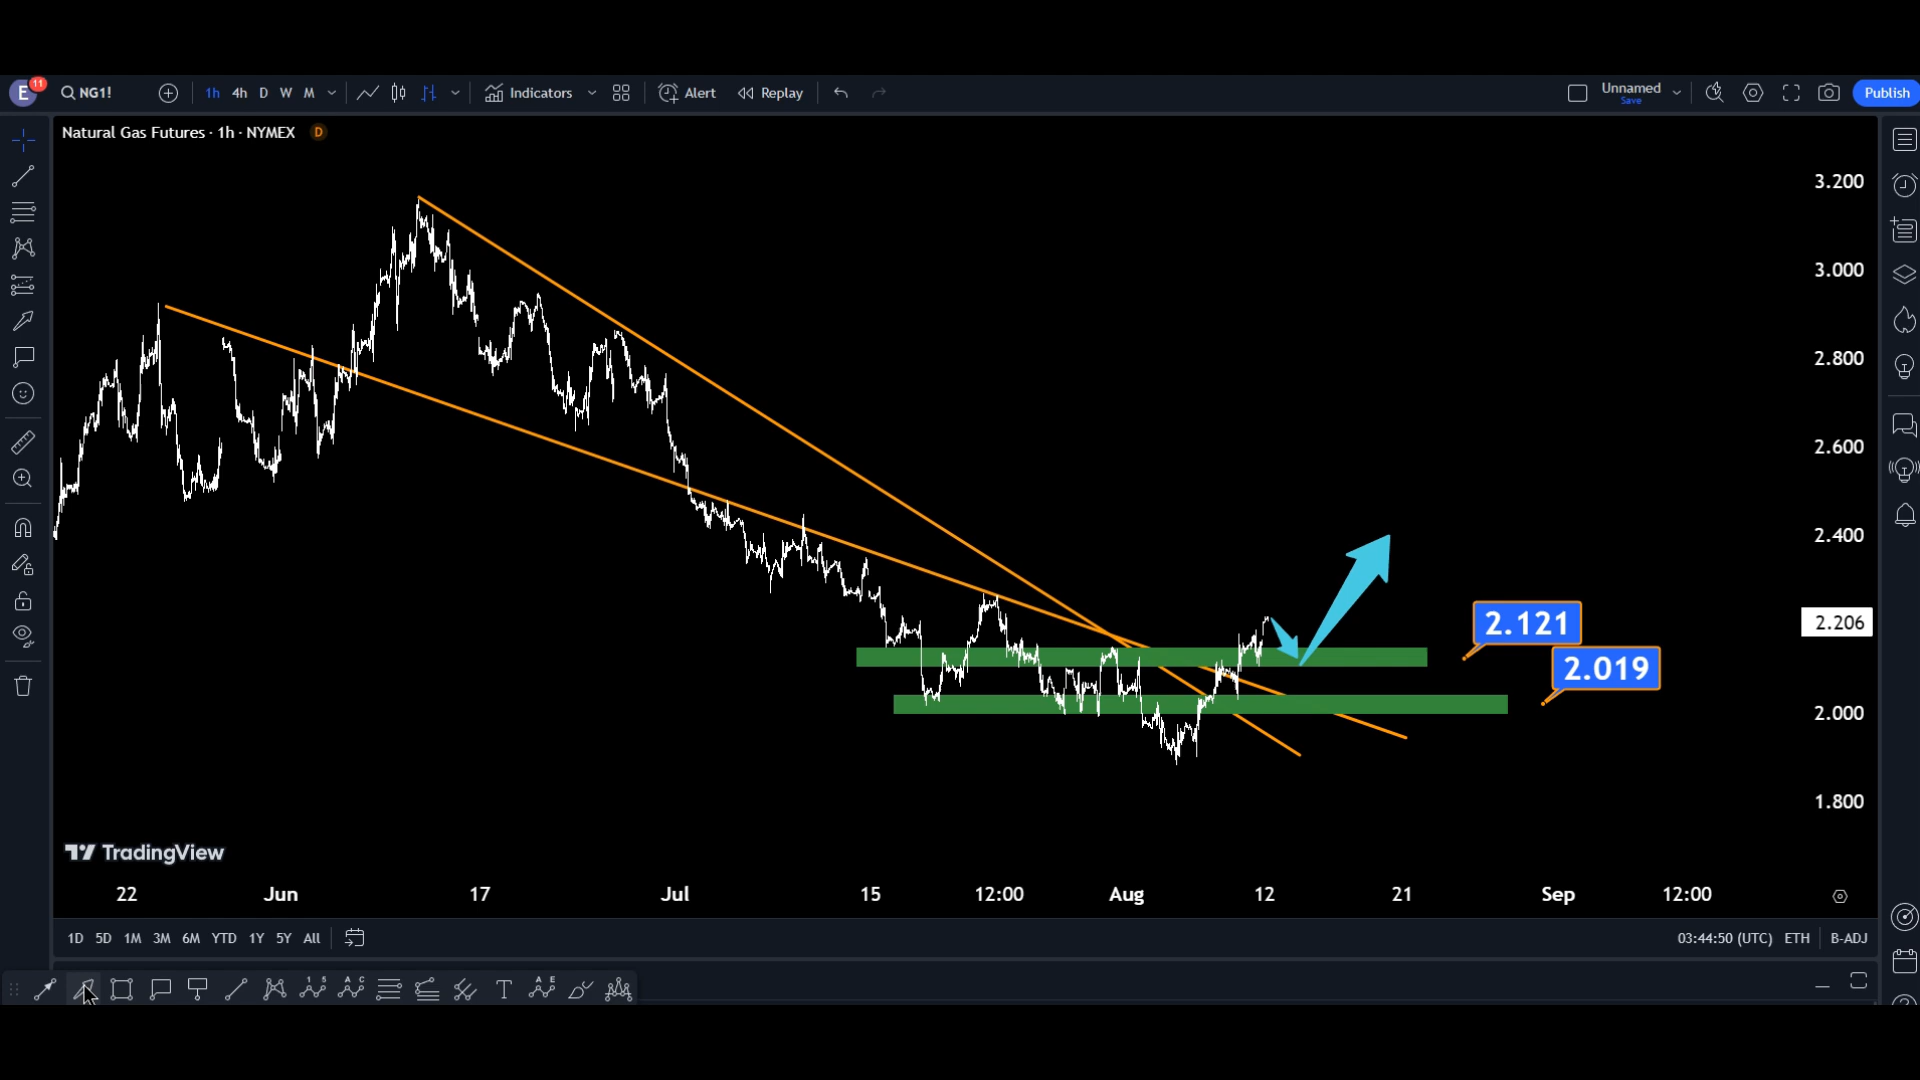 E 11 NG1! 1h 4h D W M Indicators Alert Replay Unnamed Save Publish
Natural Gas Futures · 1h · NYMEX D
3.200
3.000
2.800
2.600
2.400
2.206
2.121
2.019
2.000
1.800
TradingView
22 Jun 17 Jul 15 12:00 Aug 12 21 Sep 12:00
1D 5D 1M 3M 6M YTD 1Y 5Y All 03:44:50 (UTC) ETH B-ADJ